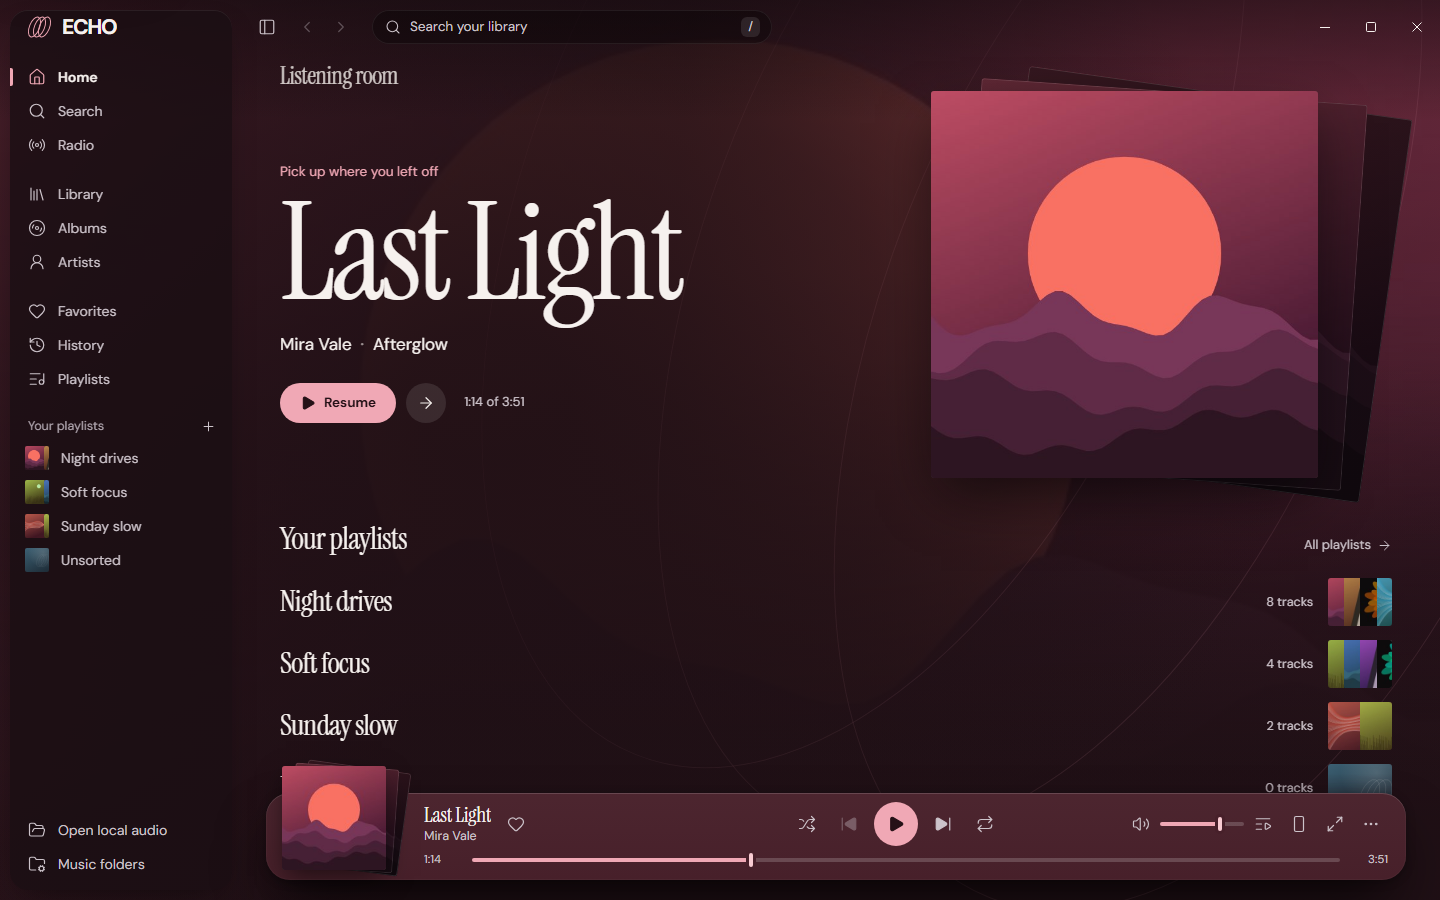 ECHO
Search your library
/
Home
Search
Radio
Library
Albums
Artists
Favorites
History
Playlists
Your playlists
Night drives
Soft focus
Sunday slow
Unsorted
Open local audio
Music folders
Listening room
Pick up where you left off
Last Light
Mira Vale · Afterglow
Resume
1:14 of 3:51
Your playlists
All playlists
Night drives
8 tracks
Soft focus
4 tracks
Sunday slow
2 tracks
0 tracks
Last Light
Mira Vale
1:14
3:51